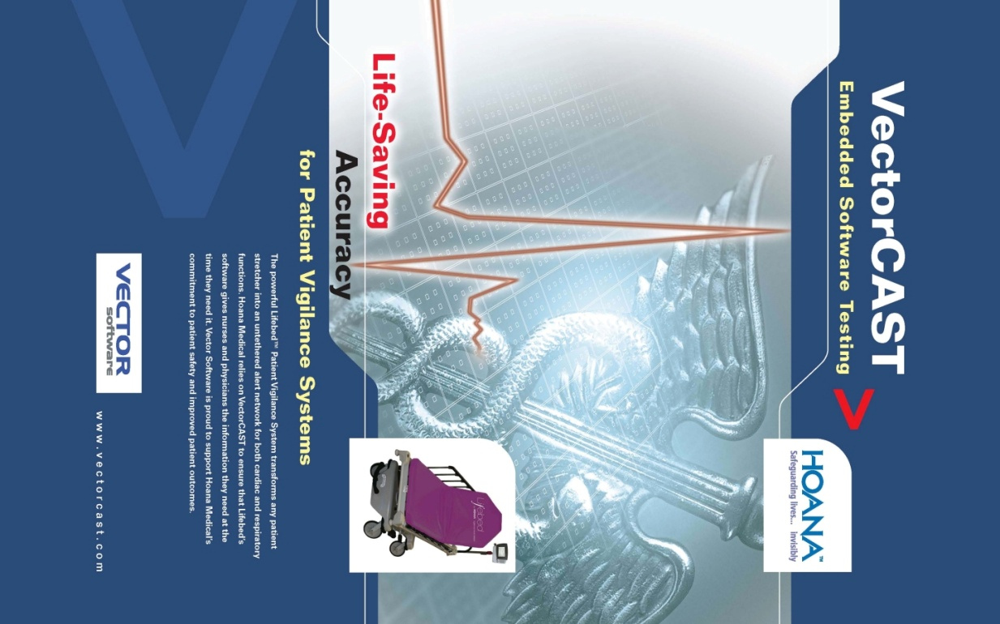 VectorCAST
Embedded Software Testing
HOANA™
Safeguarding lives... invisibly
Life-Saving
Accuracy
for Patient Vigilance Systems
lifebed
The powerful Lifebed™ Patient Vigilance System transforms any patient
stretcher into an untethered alert network for both cardiac and respiratory
functions. Hoana Medical relies on VectorCAST to ensure that Lifebed's
software gives nurses and physicians the information they need at the
time they need it. Vector Software is proud to support Hoana Medical's
commitment to patient safety and improved patient outcomes.
VECTOR
software
www.vectorcast.com